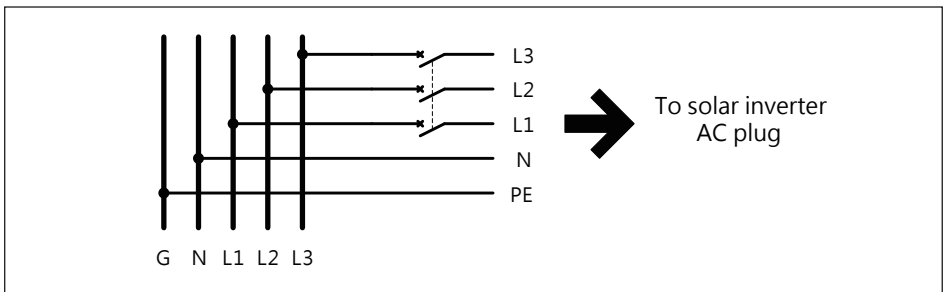 L3
L2
L1
N
PE
To solar inverter
AC plug
G N L1 L2 L3